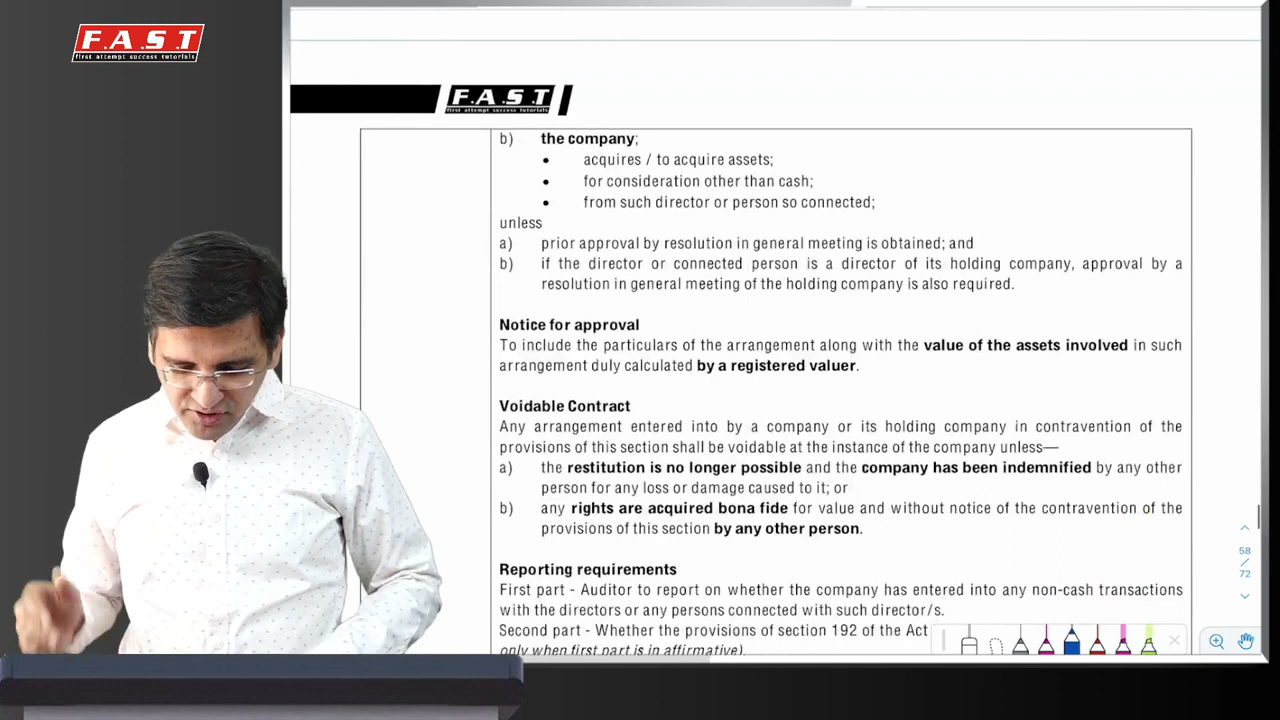 F.A.S.T
first attempt success tutorials
F.A.S.T
first attempt success tutorials
b) the company;
• acquires / to acquire assets;
• for consideration other than cash;
• from such director or person so connected;
unless
a) prior approval by resolution in general meeting is obtained; and
b) if the director or connected person is a director of its holding company, approval by a
resolution in general meeting of the holding company is also required.
Notice for approval
To include the particulars of the arrangement along with the value of the assets involved in such
arrangement duly calculated by a registered valuer.
Voidable Contract
Any arrangement entered into by a company or its holding company in contravention of the
provisions of this section shall be voidable at the instance of the company unless—
a) the restitution is no longer possible and the company has been indemnified by any other
person for any loss or damage caused to it; or
b) any rights are acquired bona fide for value and without notice of the contravention of the
provisions of this section by any other person.
Reporting requirements
First part - Auditor to report on whether the company has entered into any non-cash transactions
with the directors or any persons connected with such director/s.
Second part - Whether the provisions of section 192 of the Act
only when first part is in affirmative).
58
/
72